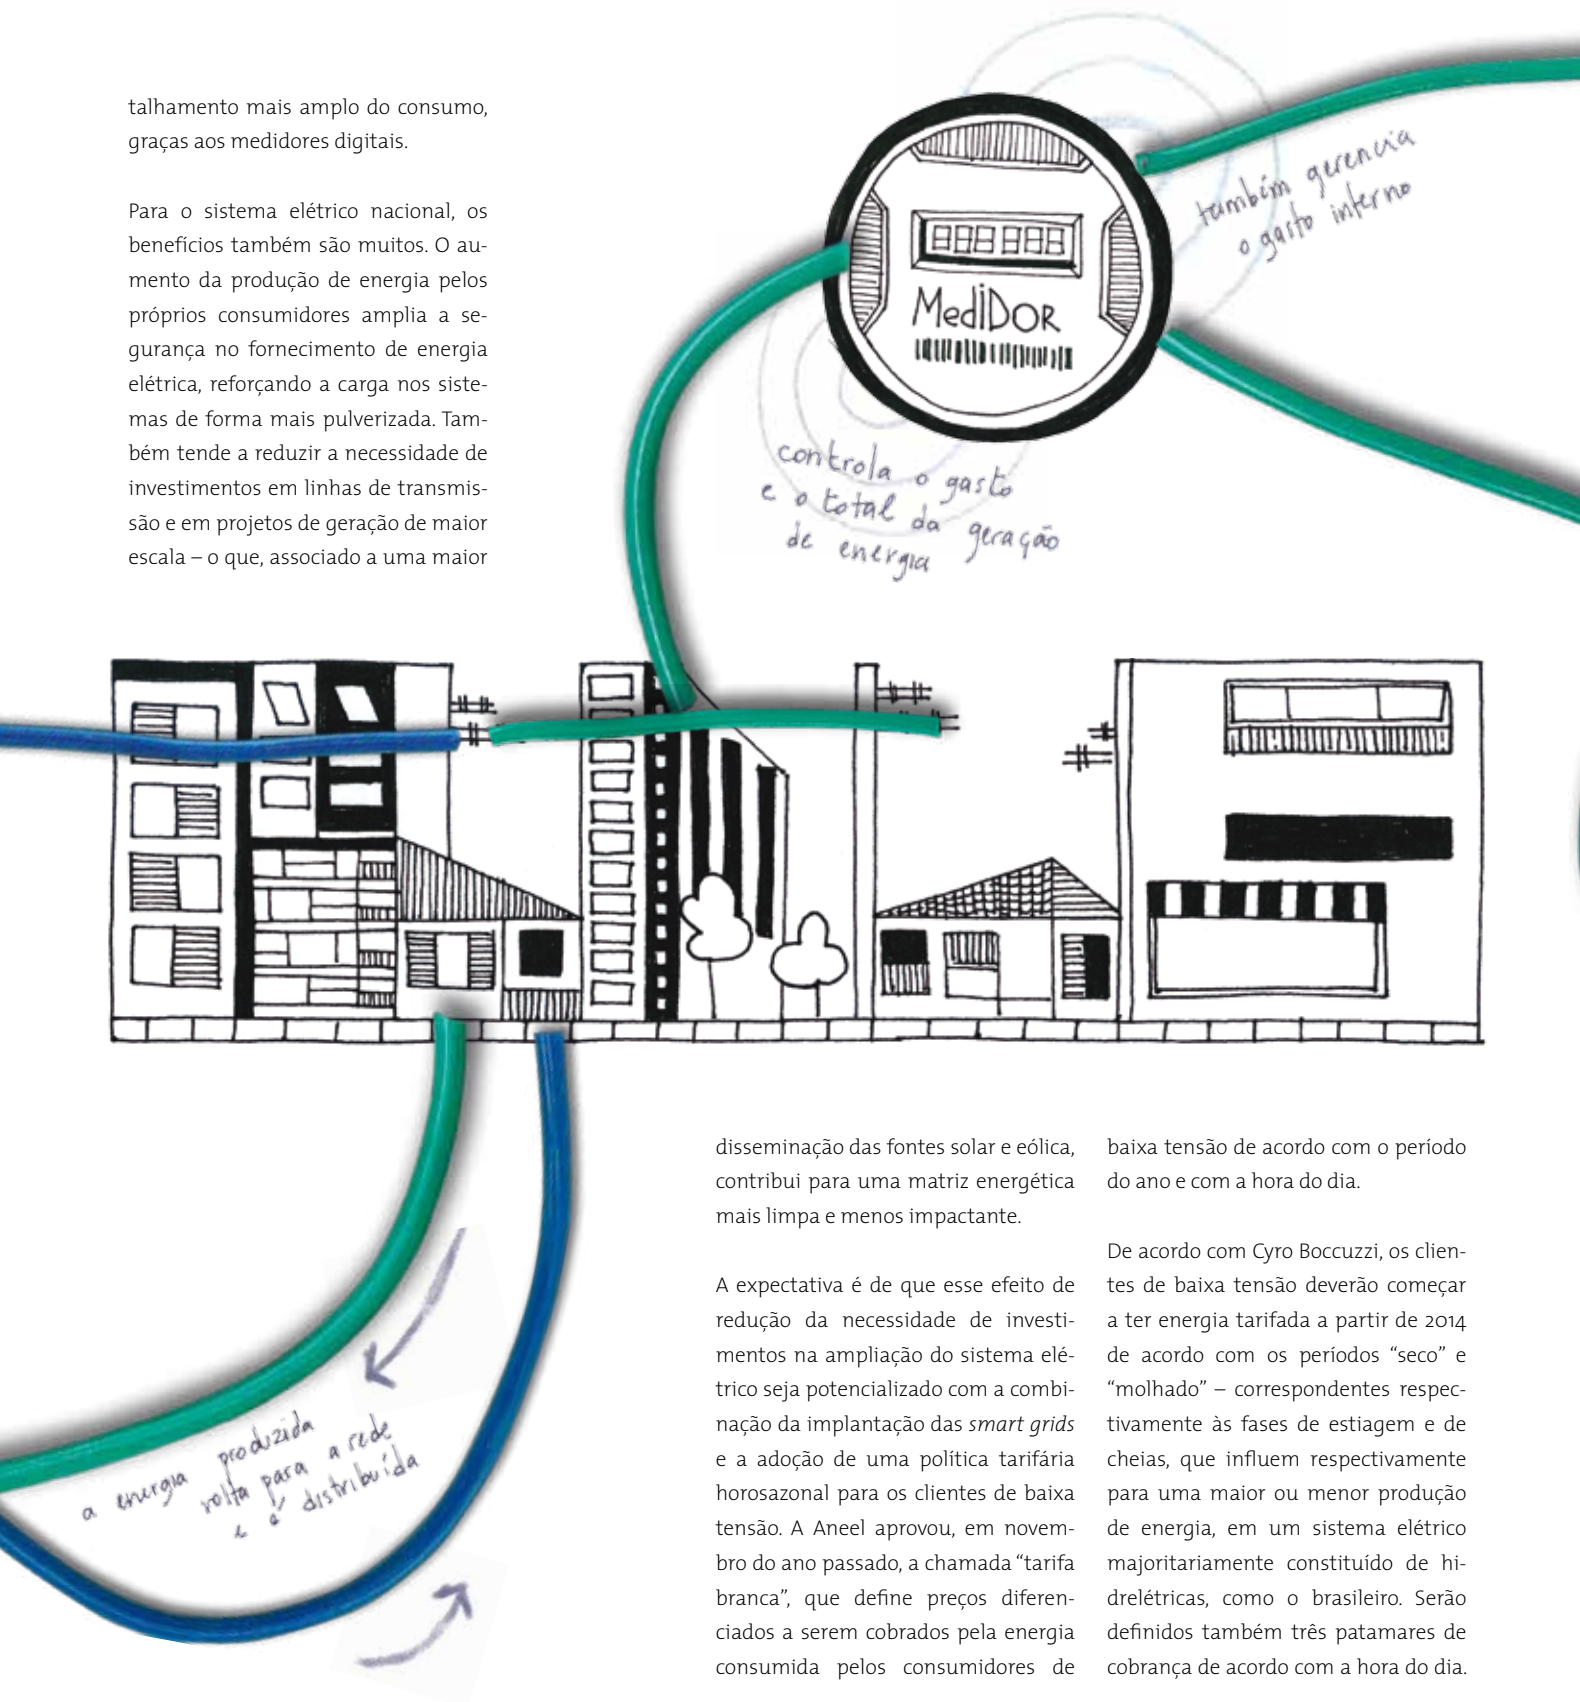 talhamento mais amplo do consumo,
graças aos medidores digitais.
Para o sistema elétrico nacional, os
benefícios também são muitos. O au-
mento da produção de energia pelos
próprios consumidores amplia a se-
gurança no fornecimento de energia
elétrica, reforçando a carga nos siste-
mas de forma mais pulverizada. Tam-
bém tende a reduzir a necessidade de
investimentos em linhas de transmis-
são e em projetos de geração de maior
escala – o que, associado a uma maior
também gerencia
o gasto interno
MediDOR
controla o gasto
e o total da geração
de energia
a energia produzida
volta para a rede
e é distribuída
disseminação das fontes solar e eólica,
contribui para uma matriz energética
mais limpa e menos impactante.
A expectativa é de que esse efeito de
redução da necessidade de investi-
mentos na ampliação do sistema elé-
trico seja potencializado com a combi-
nação da implantação das smart grids
e a adoção de uma política tarifária
horosazonal para os clientes de baixa
tensão. A Aneel aprovou, em novem-
bro do ano passado, a chamada “tarifa
branca”, que define preços diferen-
ciados a serem cobrados pela energia
consumida pelos consumidores de
baixa tensão de acordo com o período
do ano e com a hora do dia.
De acordo com Cyro Boccuzzi, os clien-
tes de baixa tensão deverão começar
a ter energia tarifada a partir de 2014
de acordo com os períodos “seco” e
“molhado” – correspondentes respec-
tivamente às fases de estiagem e de
cheias, que influem respectivamente
para uma maior ou menor produção
de energia, em um sistema elétrico
majoritariamente constituído de hi-
drelétricas, como o brasileiro. Serão
definidos também três patamares de
cobrança de acordo com a hora do dia.